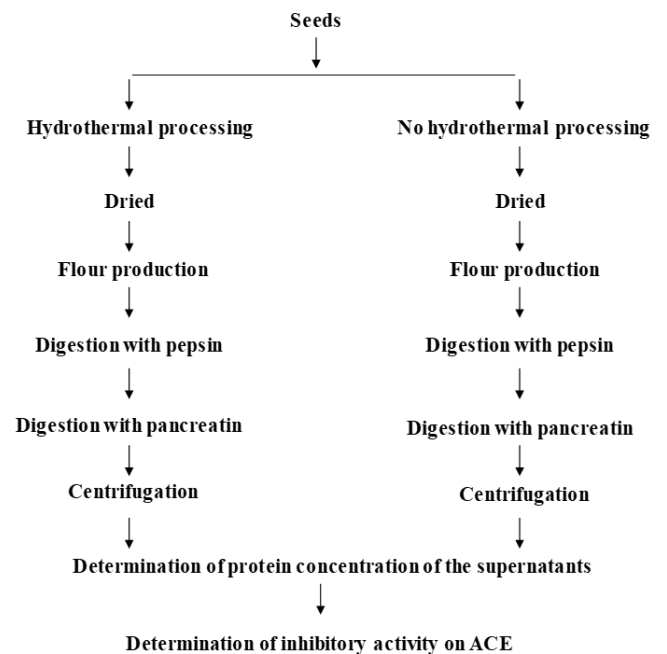 Seeds
Hydrothermal processing
No hydrothermal processing
Dried
Dried
Flour production
Flour production
Digestion with pepsin
Digestion with pepsin
Digestion with pancreatin
Digestion with pancreatin
Centrifugation
Centrifugation
Determination of protein concentration of the supernatants
Determination of inhibitory activity on ACE